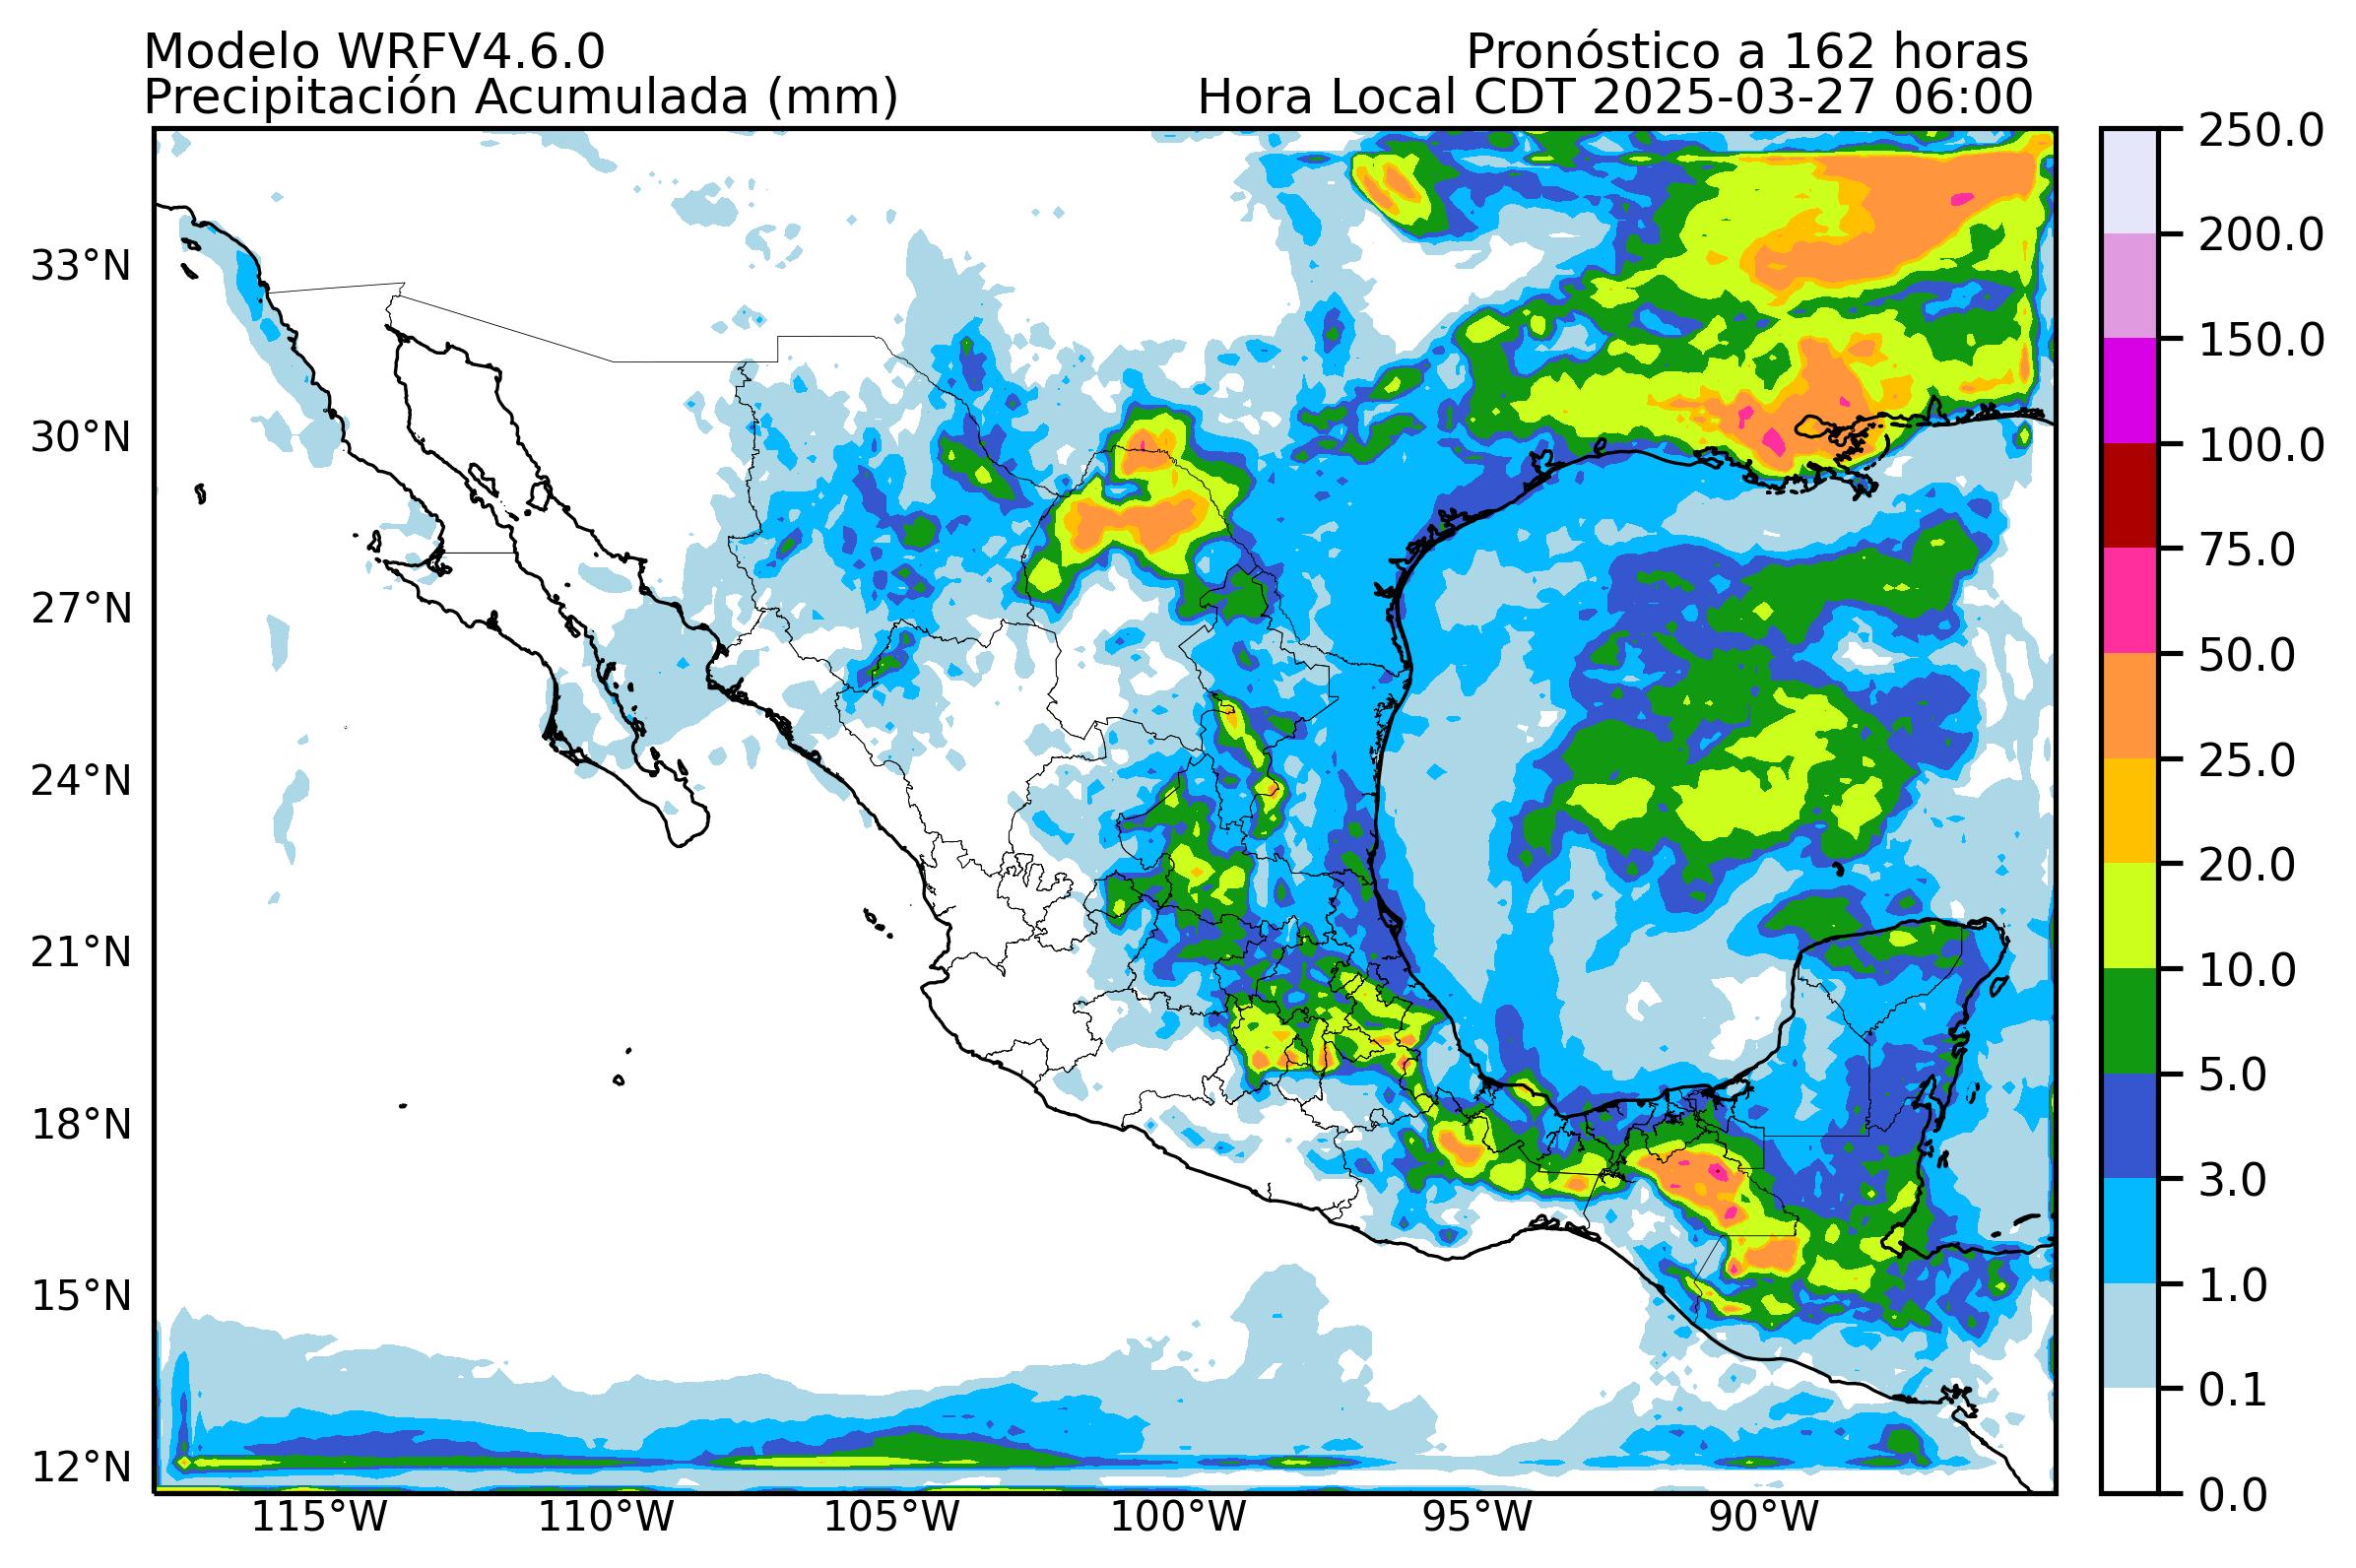 Modelo WRFV4.6.0
Pronóstico a 162 horas
Precipitación Acumulada (mm)
Hora Local CDT 2025-03-27 06:00
33°N
30°N
27°N
24°N
21°N
18°N
15°N
12°N
115°W
110°W
105°W
100°W
95°W
90°W
250.0
200.0
150.0
100.0
75.0
50.0
25.0
20.0
10.0
5.0
3.0
1.0
0.1
0.0